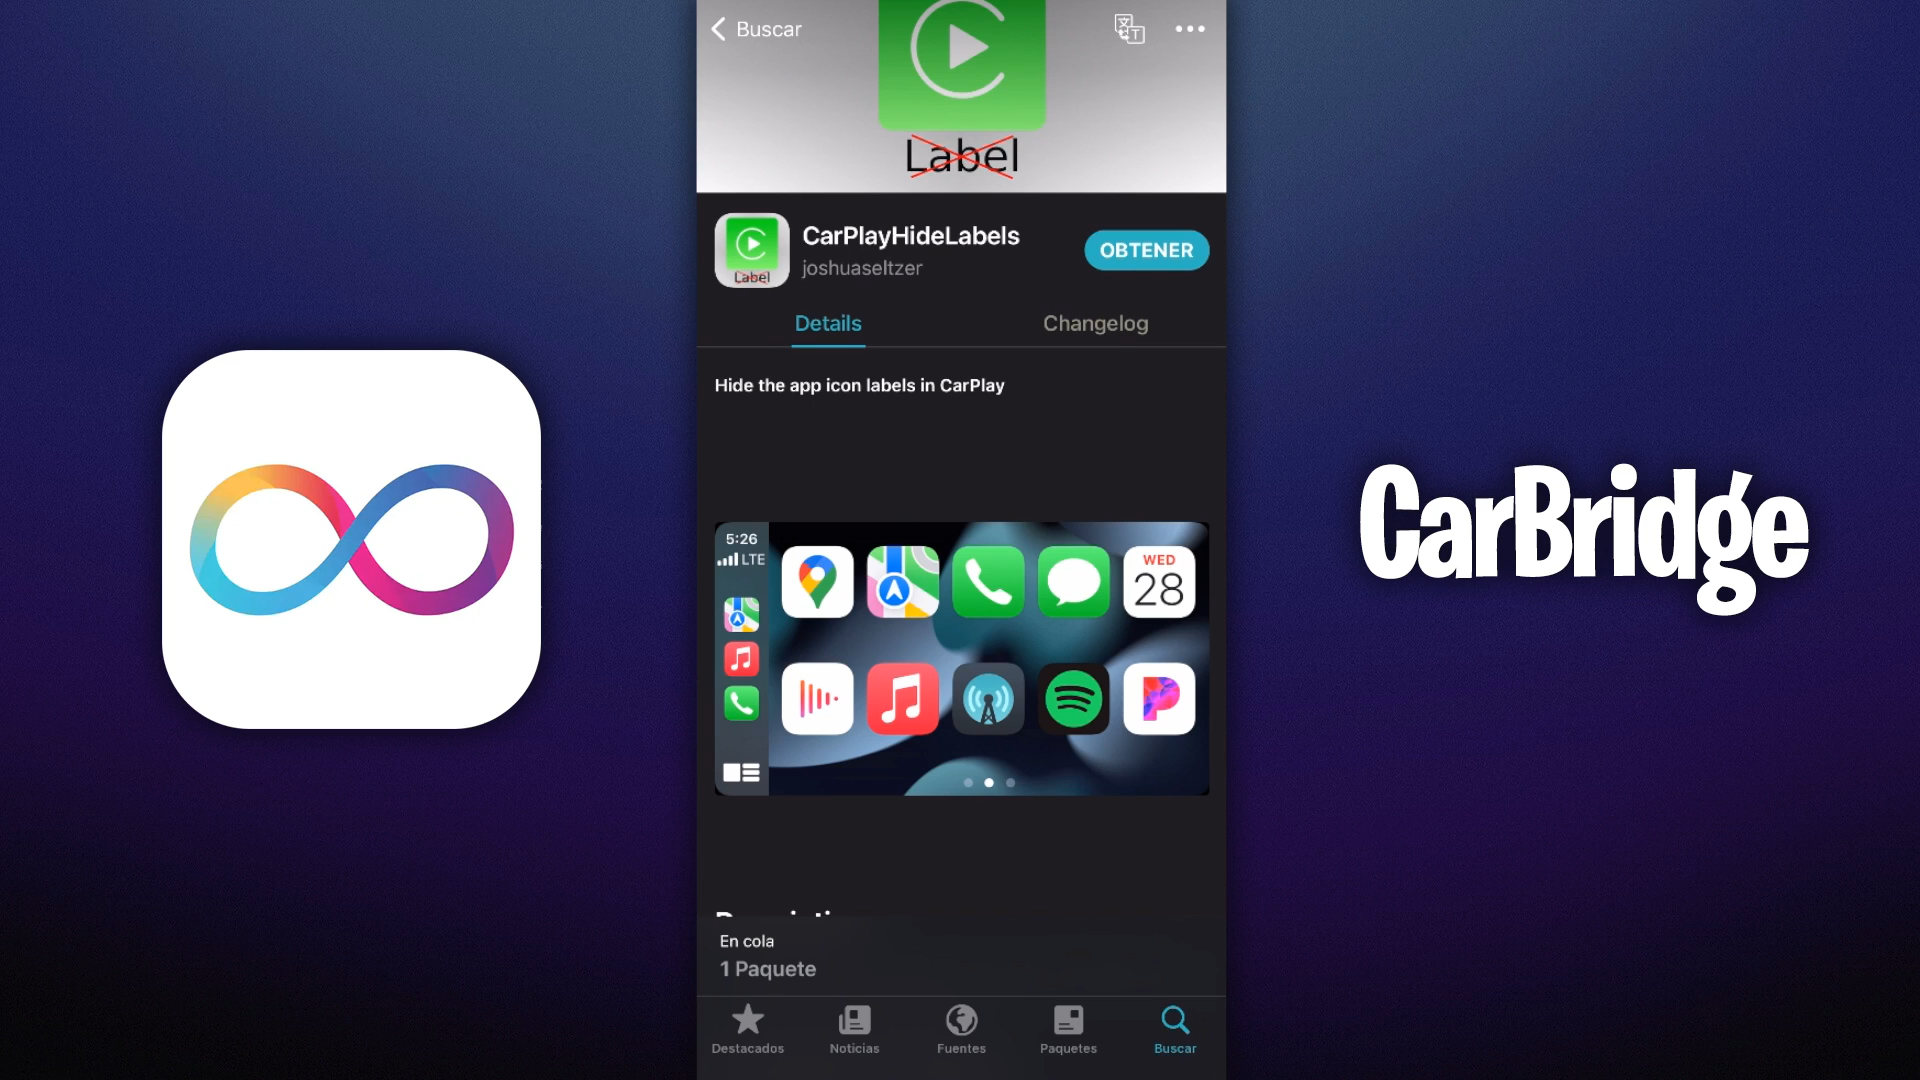 Buscar
Label
CarPlayHideLabels
joshuaseltzer
OBTENER
Label
Details
Changelog
Hide the app icon labels in CarPlay
5:26
LTE
WED
28
CarBridge
En cola
1 Paquete
Destacados
Noticias
Fuentes
Paquetes
Buscar